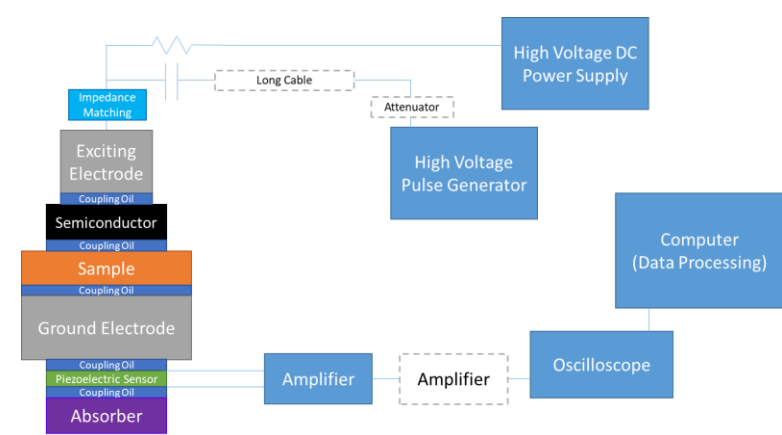 High Voltage DC
Power Supply
Long Cable
Impedance
Matching
Attenuator
Exciting
Electrode
High Voltage
Pulse Generator
Coupling Oil
Semiconductor
Coupling Oil
Sample
Coupling Oil
Ground Electrode
Computer
(Data Processing)
Coupling Oil
Piezoelectric Sensor
Coupling Oil
Absorber
Amplifier
Amplifier
Oscilloscope